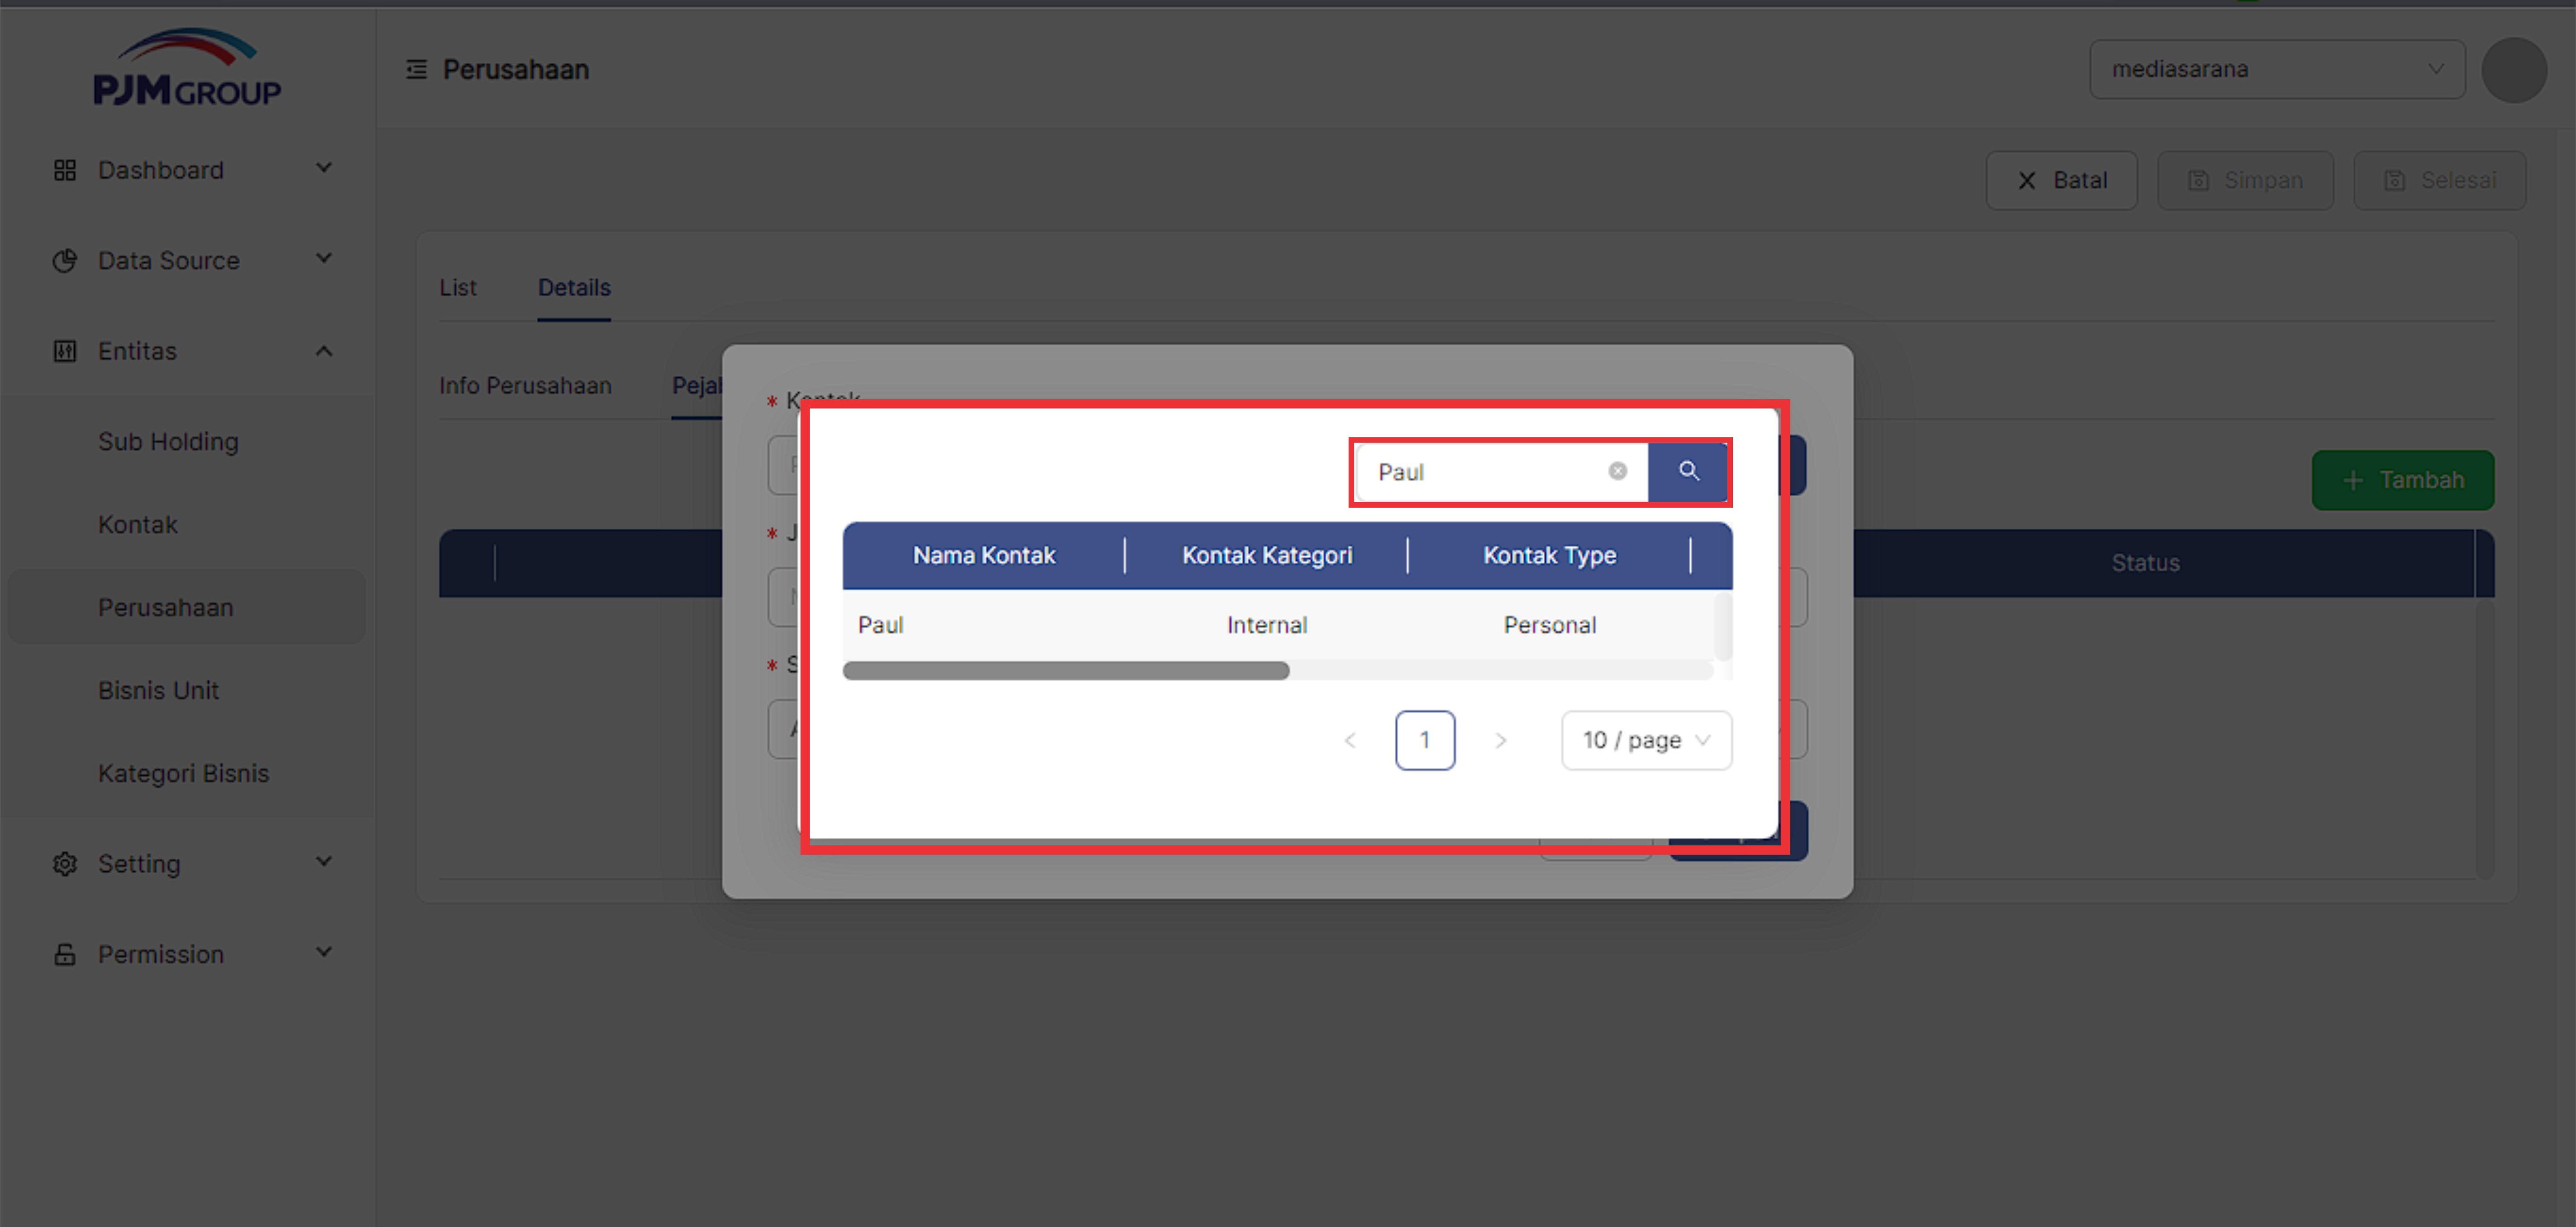 PJM GROUP
Perusahaan
mediasarana
Dashboard
Data Source
Entitas
Sub Holding
Kontak
Perusahaan
Bisnis Unit
Kategori Bisnis
Setting
Permission
Batal
Simpan
Selesai
List
Details
Info Perusahaan
Pejab
* Kontak
Tambah
Status
* J
* S
Paul
Nama Kontak
Kontak Kategori
Kontak Type
Paul
Internal
Personal
< 1 >
10 / page